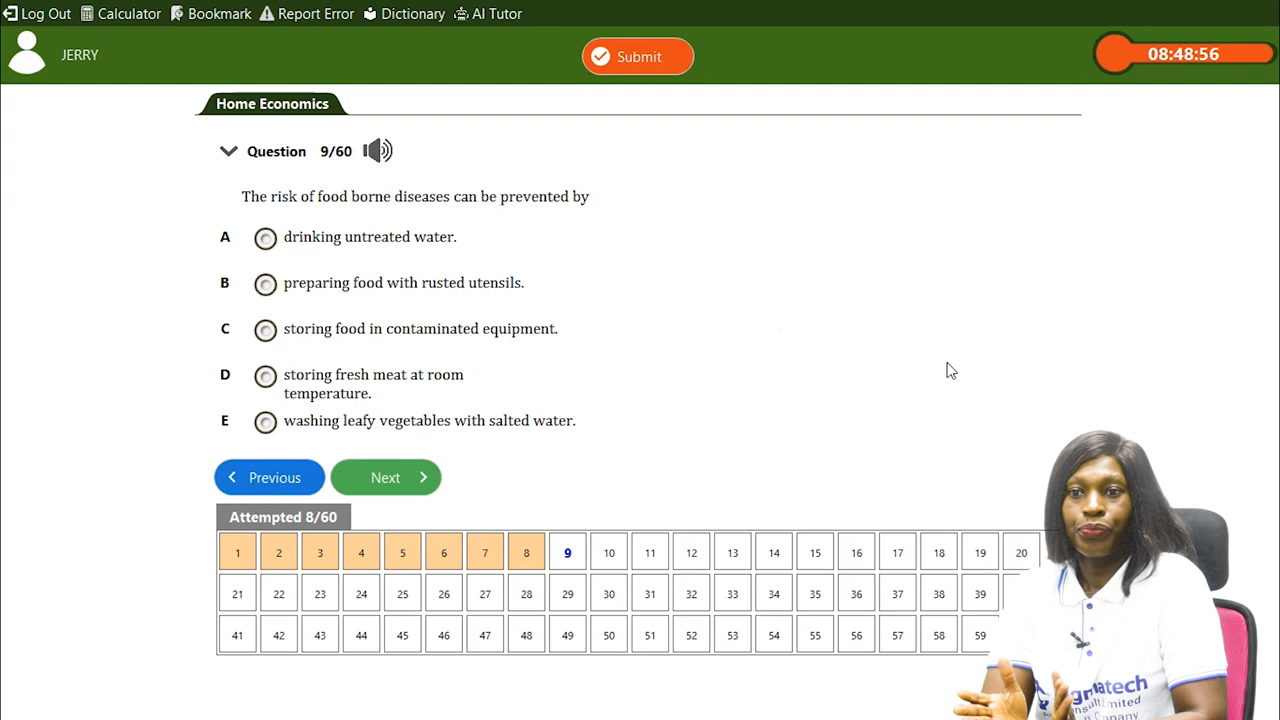 Log Out Calculator Bookmark Report Error Dictionary AI Tutor
JERRY
Submit
08:48:56
Home Economics
Question 9/60
The risk of food borne diseases can be prevented by
A drinking untreated water.
B preparing food with rusted utensils.
C storing food in contaminated equipment.
D storing fresh meat at room
temperature.
E washing leafy vegetables with salted water.
Previous Next
Attempted 8/60
1 2 3 4 5 6 7 8 9 10 11 12 13 14 15 16 17 18 19 20
21 22 23 24 25 26 27 28 29 30 31 32 33 34 35 36 37 38 39
41 42 43 44 45 46 47 48 49 50 51 52 53 54 55 56 57 58 59
Limited